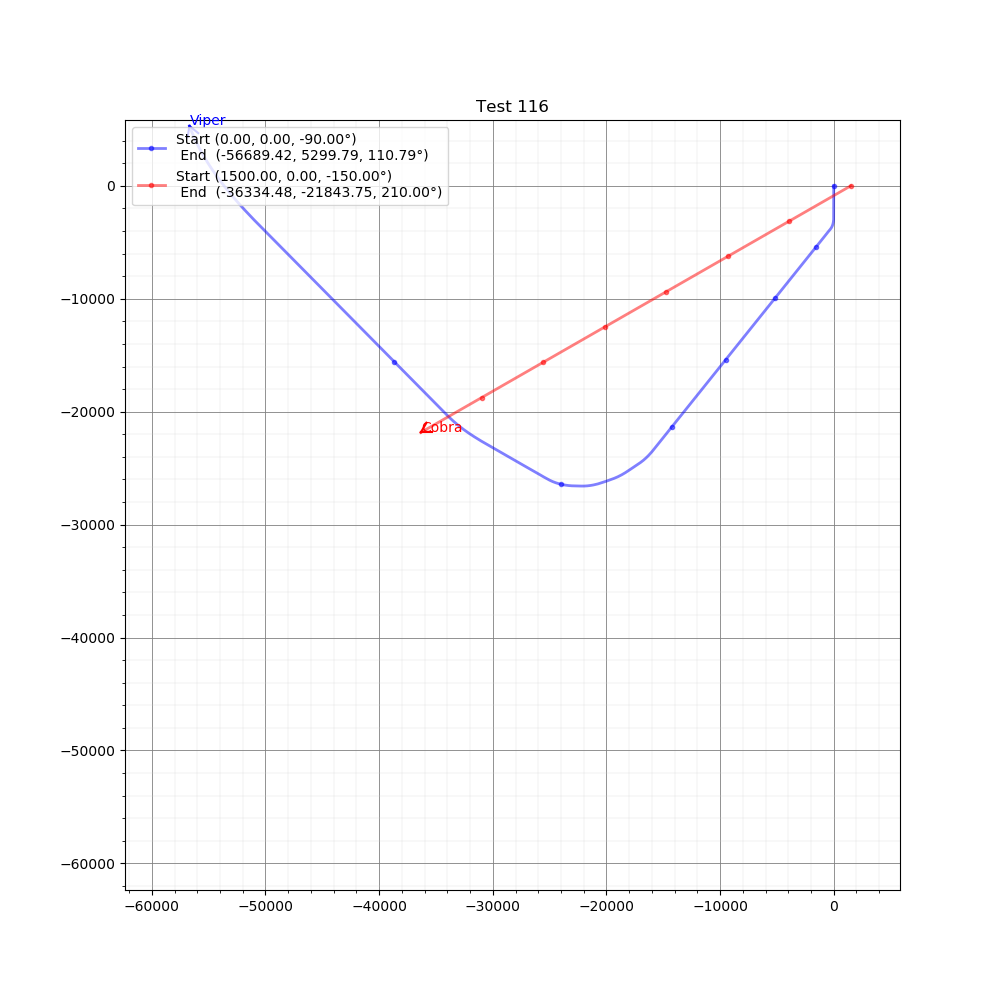 Test 116
Viper
Start (0.00, 0.00, -90.00°)
End (-56689.42, 5299.79, 110.79°)
Start (1500.00, 0.00, -150.00°)
End (-36334.48, -21843.75, 210.00°)
0
−10000
−20000
Cobra
−30000
−40000
−50000
−60000
−60000 −50000 −40000 −30000 −20000 −10000 0